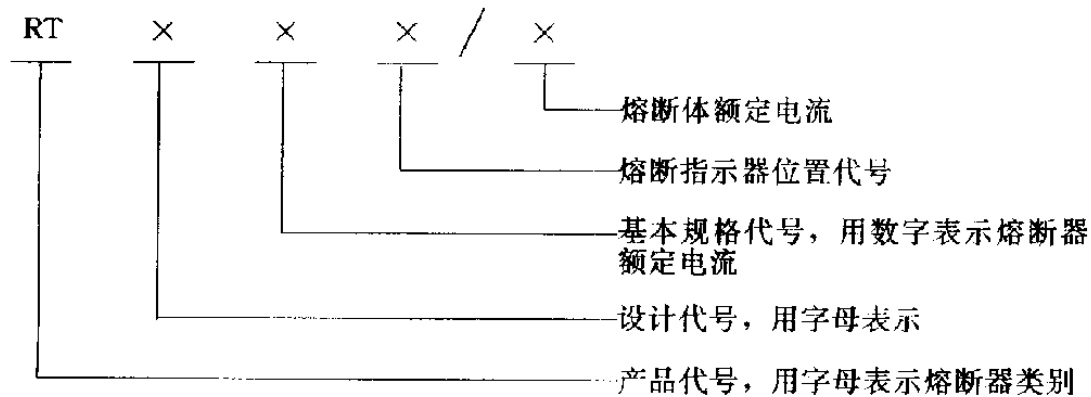 RT × × × / ×
熔断体额定电流
熔断指示器位置代号
基本规格代号，用数字表示熔断器
额定电流
设计代号，用字母表示
产品代号，用字母表示熔断器类别